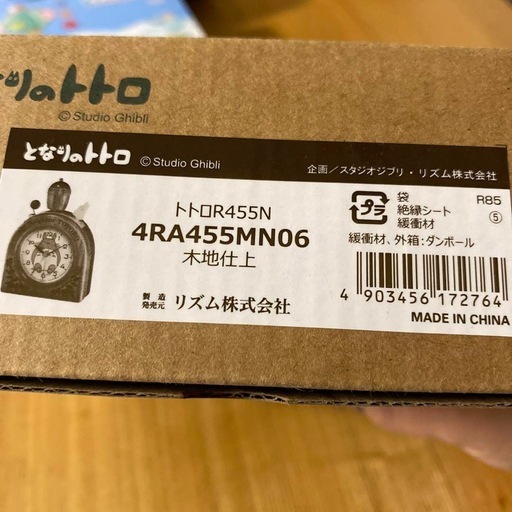 となりのトトロ
© Studio Ghibli
となりのトトロ © Studio Ghibli
企画/スタジオジブリ・リズム株式会社
トトロR455N
4RA455MN06
木地仕上
製造
発売元 リズム株式会社
プラ
袋
絶縁シート
緩衝材
緩衝材、外箱:ダンボール
R85
⑤
4 903456 172764
MADE IN CHINA